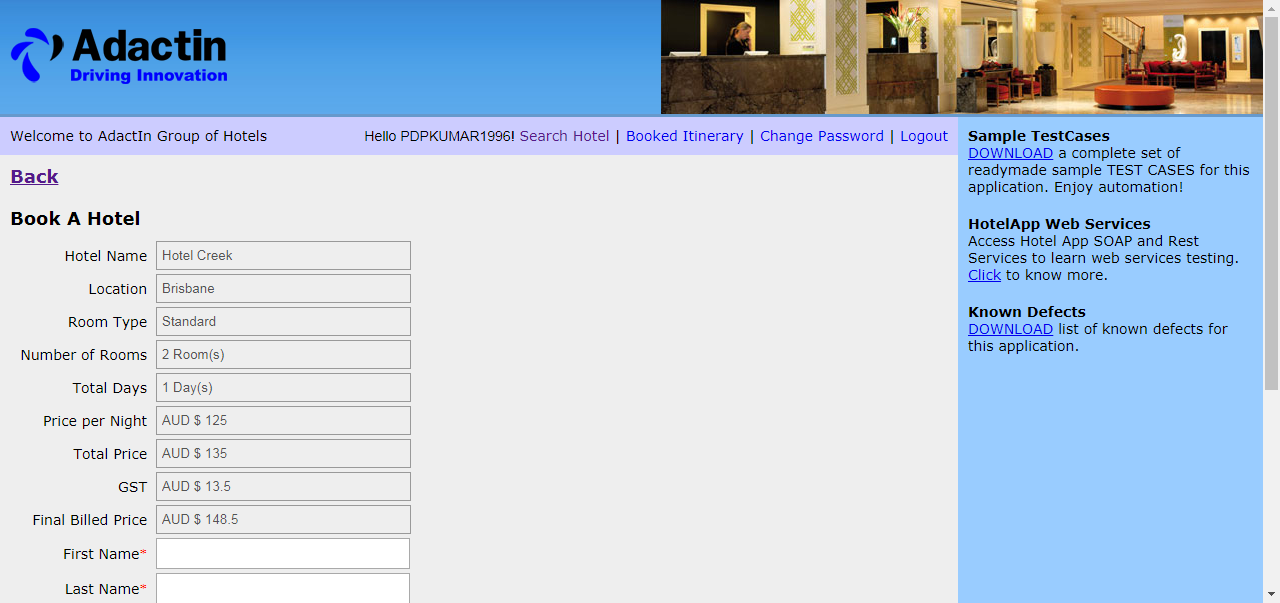 Adactin
Driving Innovation
Welcome to AdactIn Group of Hotels
Hello PDPKUMAR1996! Search Hotel | Booked Itinerary | Change Password | Logout
Back
Book A Hotel
Hotel Name Hotel Creek
Location Brisbane
Room Type Standard
Number of Rooms 2 Room(s)
Total Days 1 Day(s)
Price per Night AUD $ 125
Total Price AUD $ 135
GST AUD $ 13.5
Final Billed Price AUD $ 148.5
First Name*
Last Name*
Sample TestCases
DOWNLOAD a complete set of
readymade sample TEST CASES for this
application. Enjoy automation!
HotelApp Web Services
Access Hotel App SOAP and Rest
Services to learn web services testing.
Click to know more.
Known Defects
DOWNLOAD list of known defects for
this application.